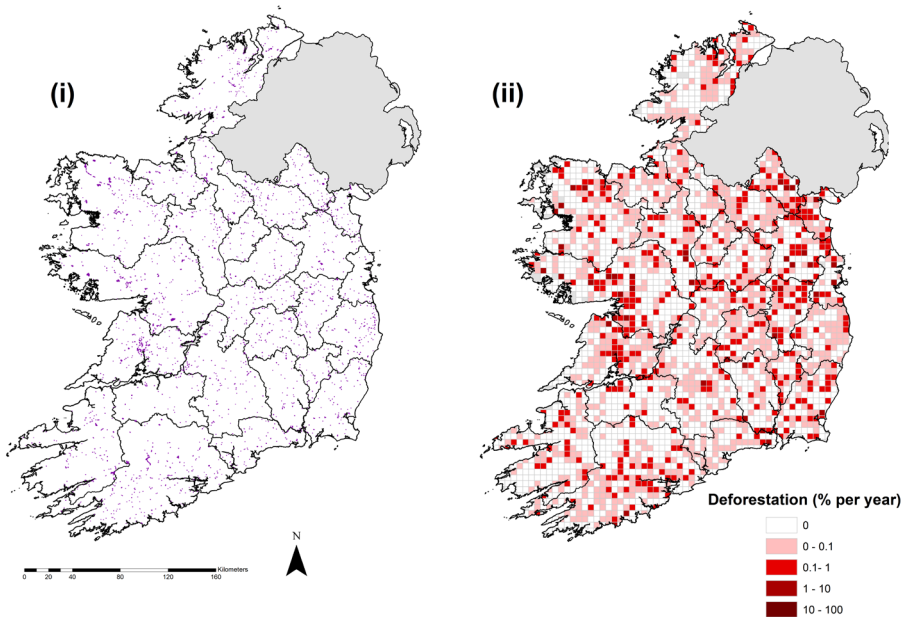 (i)
(ii)
N
Kilometers
0 20 40 80 120 160
Deforestation (% per year)
0
0 - 0.1
0.1- 1
1 - 10
10 - 100